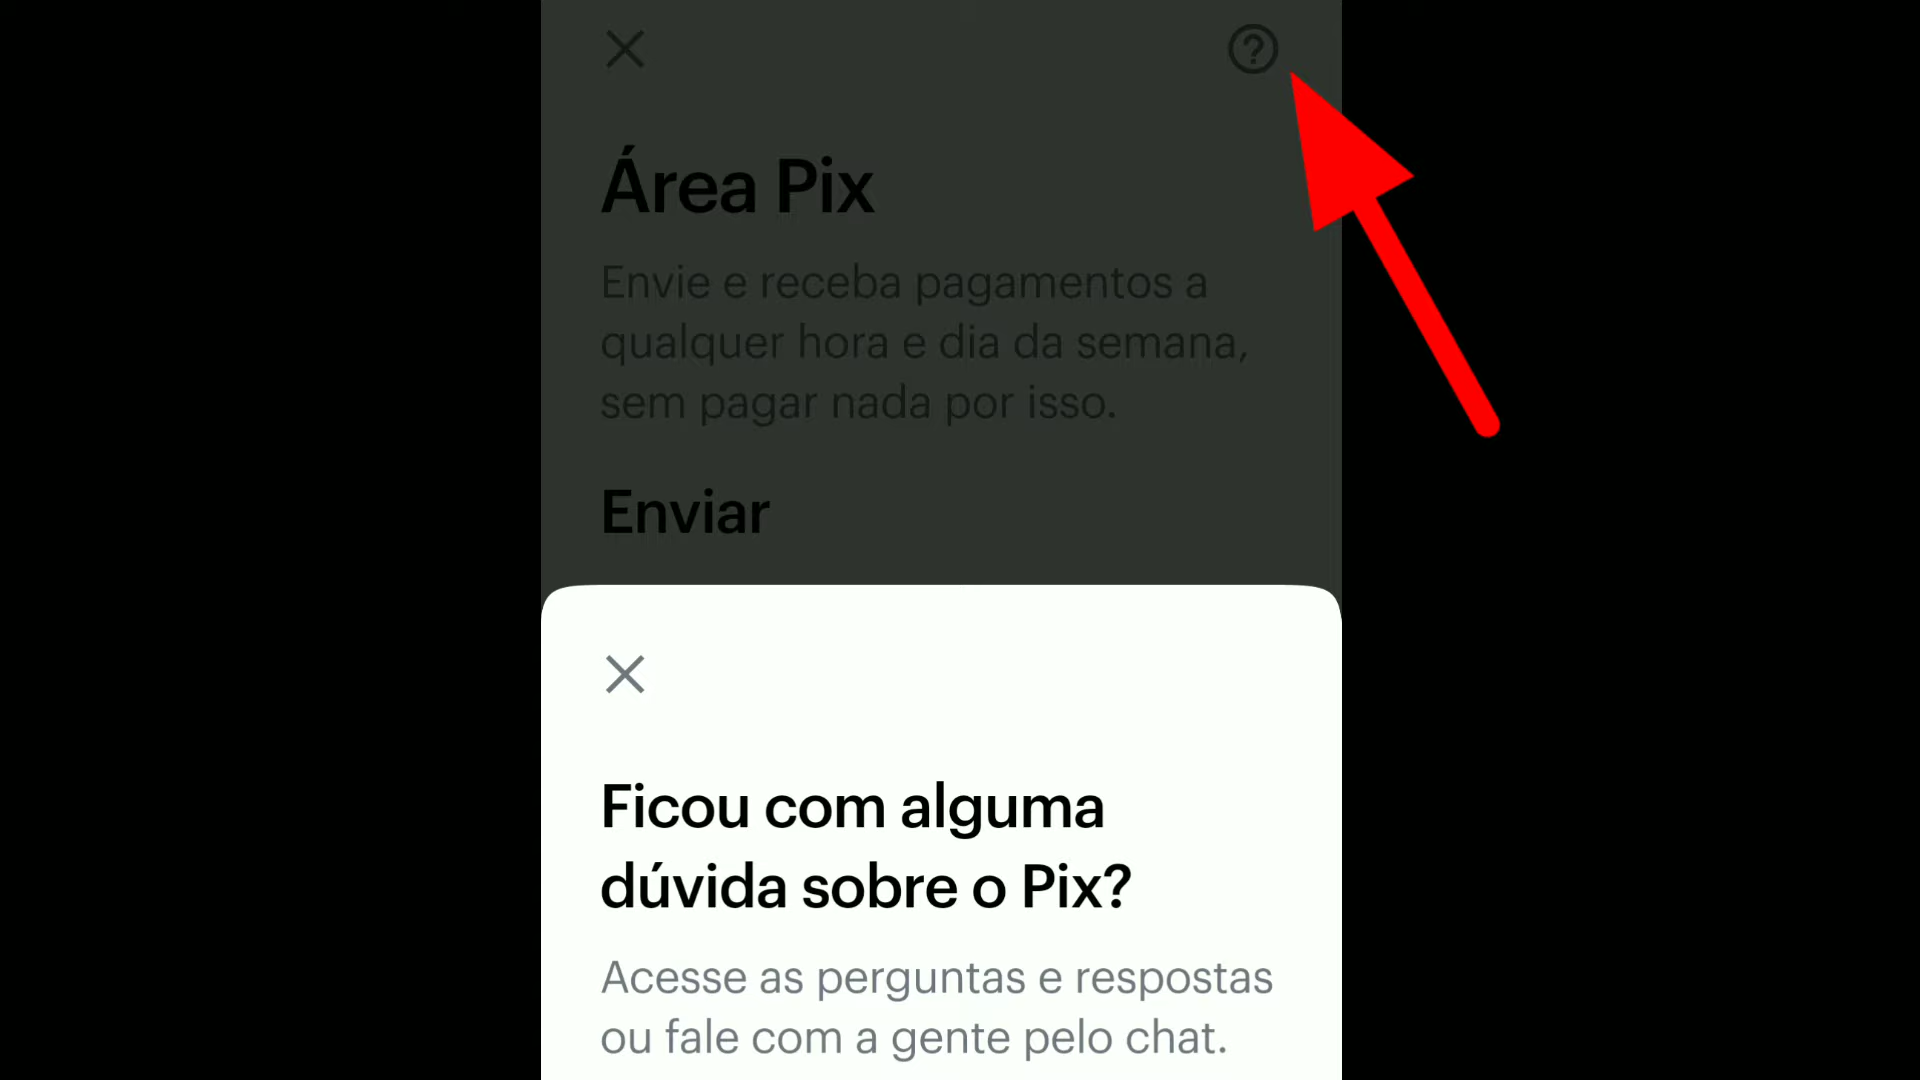 Área Pix
Envie e receba pagamentos a
qualquer hora e dia da semana,
sem pagar nada por isso.
Enviar
Ficou com alguma
dúvida sobre o Pix?
Acesse as perguntas e respostas
ou fale com a gente pelo chat.